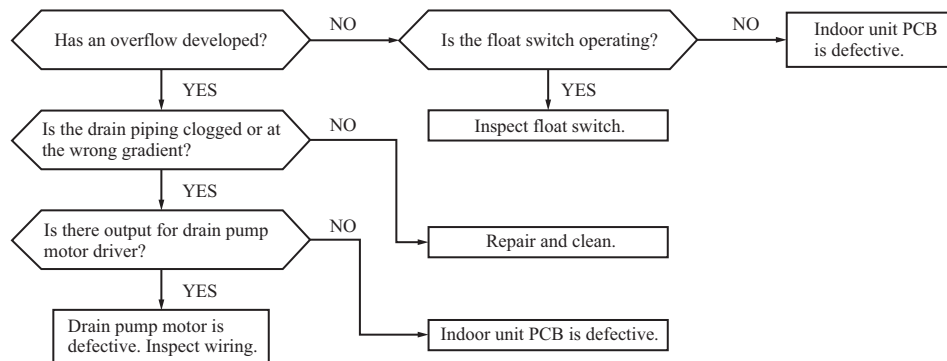 Has an overflow developed?
NO
Is the float switch operating?
NO
Indoor unit PCB
is defective.
YES
YES
Inspect float switch.
Is the drain piping clogged or at
the wrong gradient?
NO
YES
Is there output for drain pump
motor driver?
NO
Repair and clean.
YES
Drain pump motor is
defective. Inspect wiring.
Indoor unit PCB is defective.